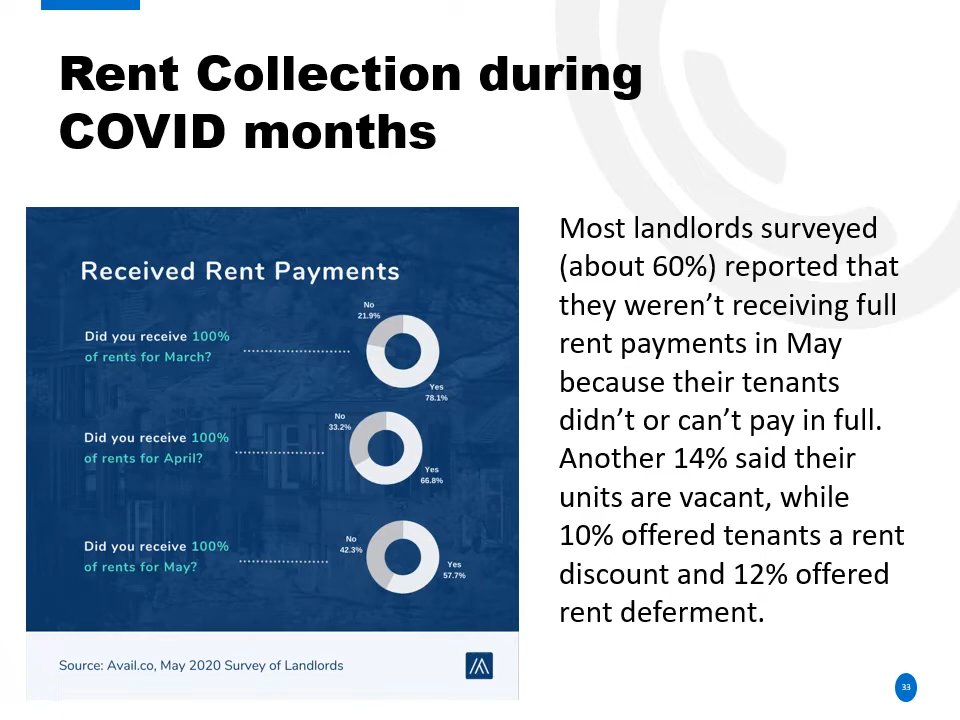 Rent Collection during
COVID months
Received Rent Payments
Did you receive 100%
of rents for March?
No
21.9%
Yes
78.1%
Did you receive 100%
of rents for April?
No
33.2%
Yes
66.8%
Did you receive 100%
of rents for May?
No
42.3%
Yes
57.7%
Source: Avail.co, May 2020 Survey of Landlords
Most landlords surveyed
(about 60%) reported that
they weren’t receiving full
rent payments in May
because their tenants
didn’t or can’t pay in full.
Another 14% said their
units are vacant, while
10% offered tenants a rent
discount and 12% offered
rent deferment.
33